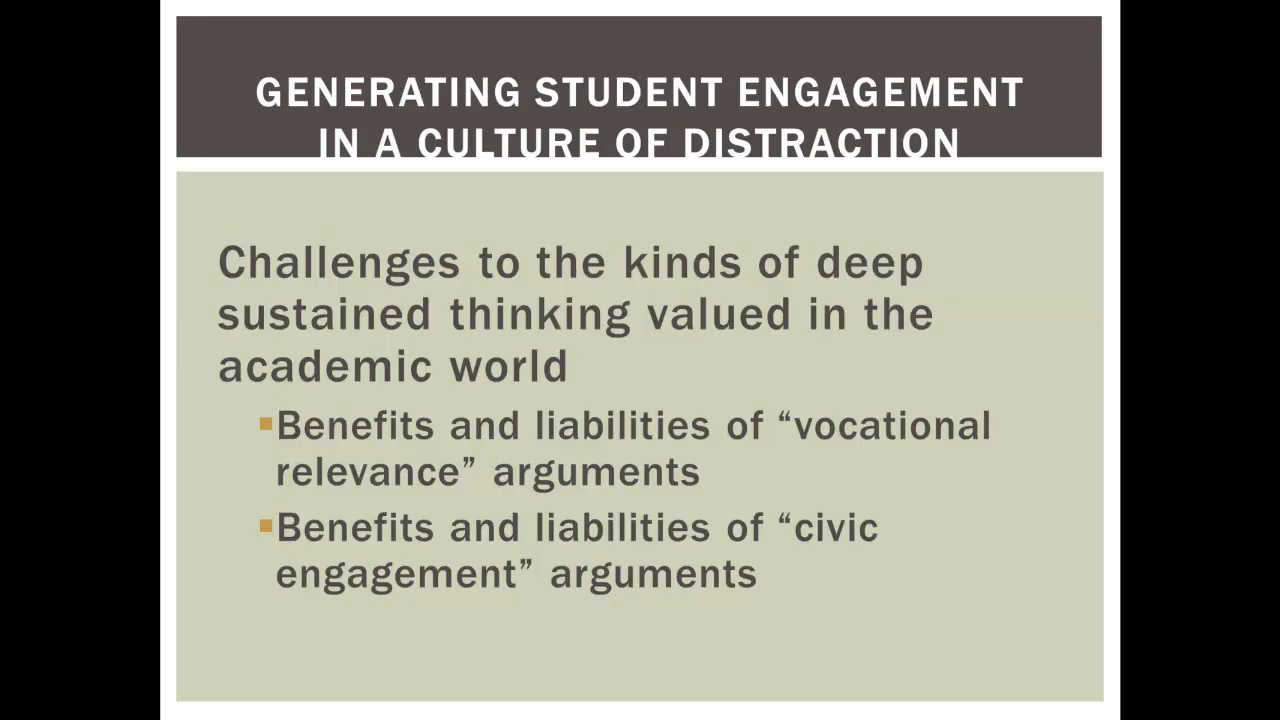 GENERATING STUDENT ENGAGEMENT
IN A CULTURE OF DISTRACTION
Challenges to the kinds of deep
sustained thinking valued in the
academic world
▪Benefits and liabilities of “vocational
relevance” arguments
▪Benefits and liabilities of “civic
engagement” arguments